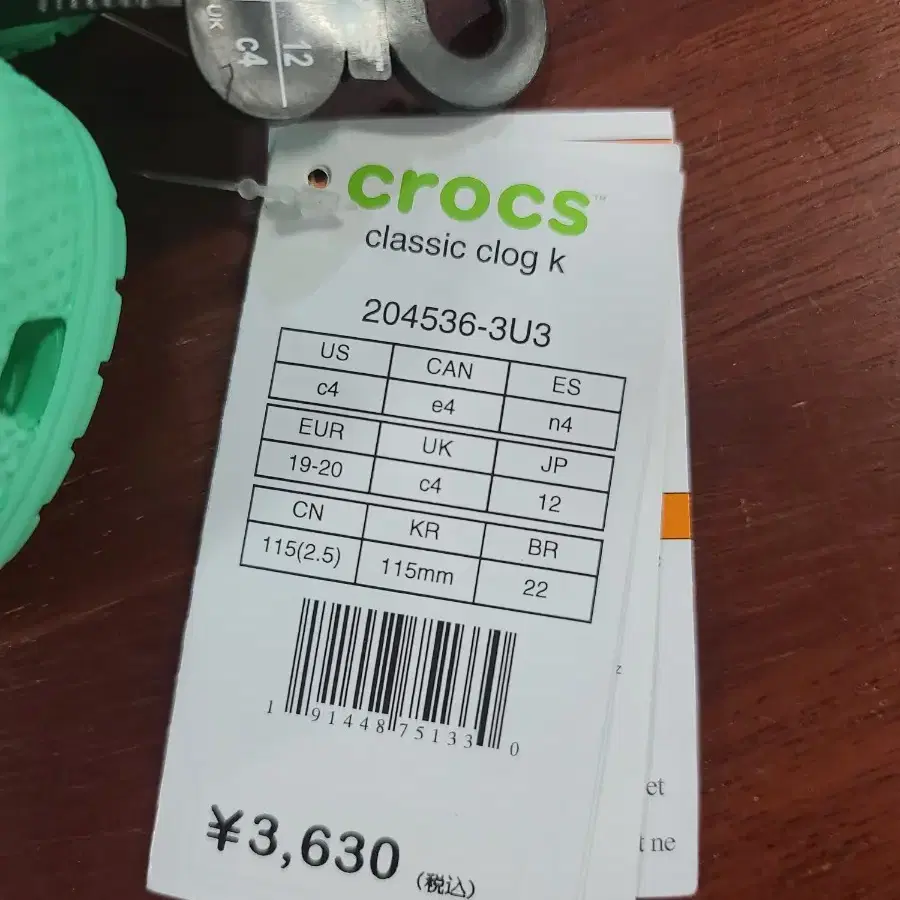 UK
c4
12
crocs™
classic clog k
204536-3U3
US CAN ES
c4 e4 n4
EUR UK JP
19-20 c4 12
CN KR BR
115(2.5) 115mm 22
1 91448 75133 0
¥3,630 (税込)
et
t ne